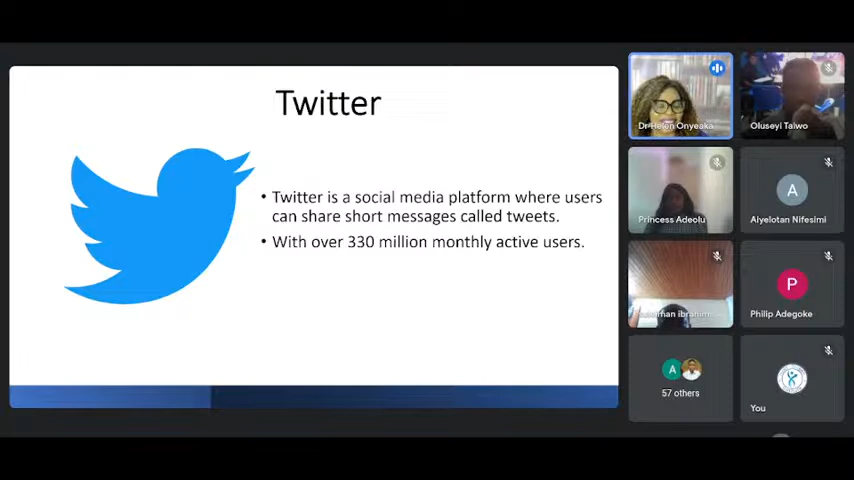 Twitter
• Twitter is a social media platform where users
can share short messages called tweets.
• With over 330 million monthly active users.
Dr Helen Onyeaka
Oluseyi Taiwo
Princess Adeolu
A
Aiyelotan Nifesimi
ibrahim
P
Philip Adegoke
A
57 others
You